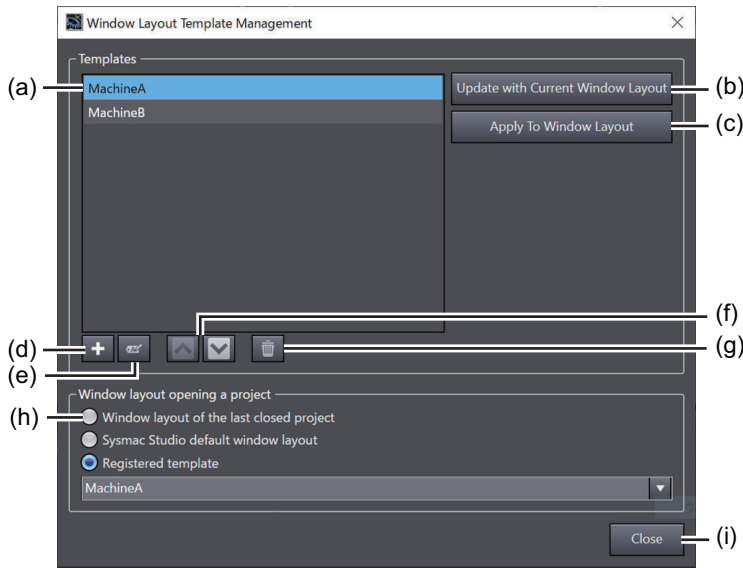 Window Layout Template Management
Templates
(a)
MachineA
Update with Current Window Layout
(b)
MachineB
Apply To Window Layout
(c)
(f)
(d)
(g)
(e)
Window layout opening a project
(h)
Window layout of the last closed project
Sysmac Studio default window layout
Registered template
MachineA
Close
(i)